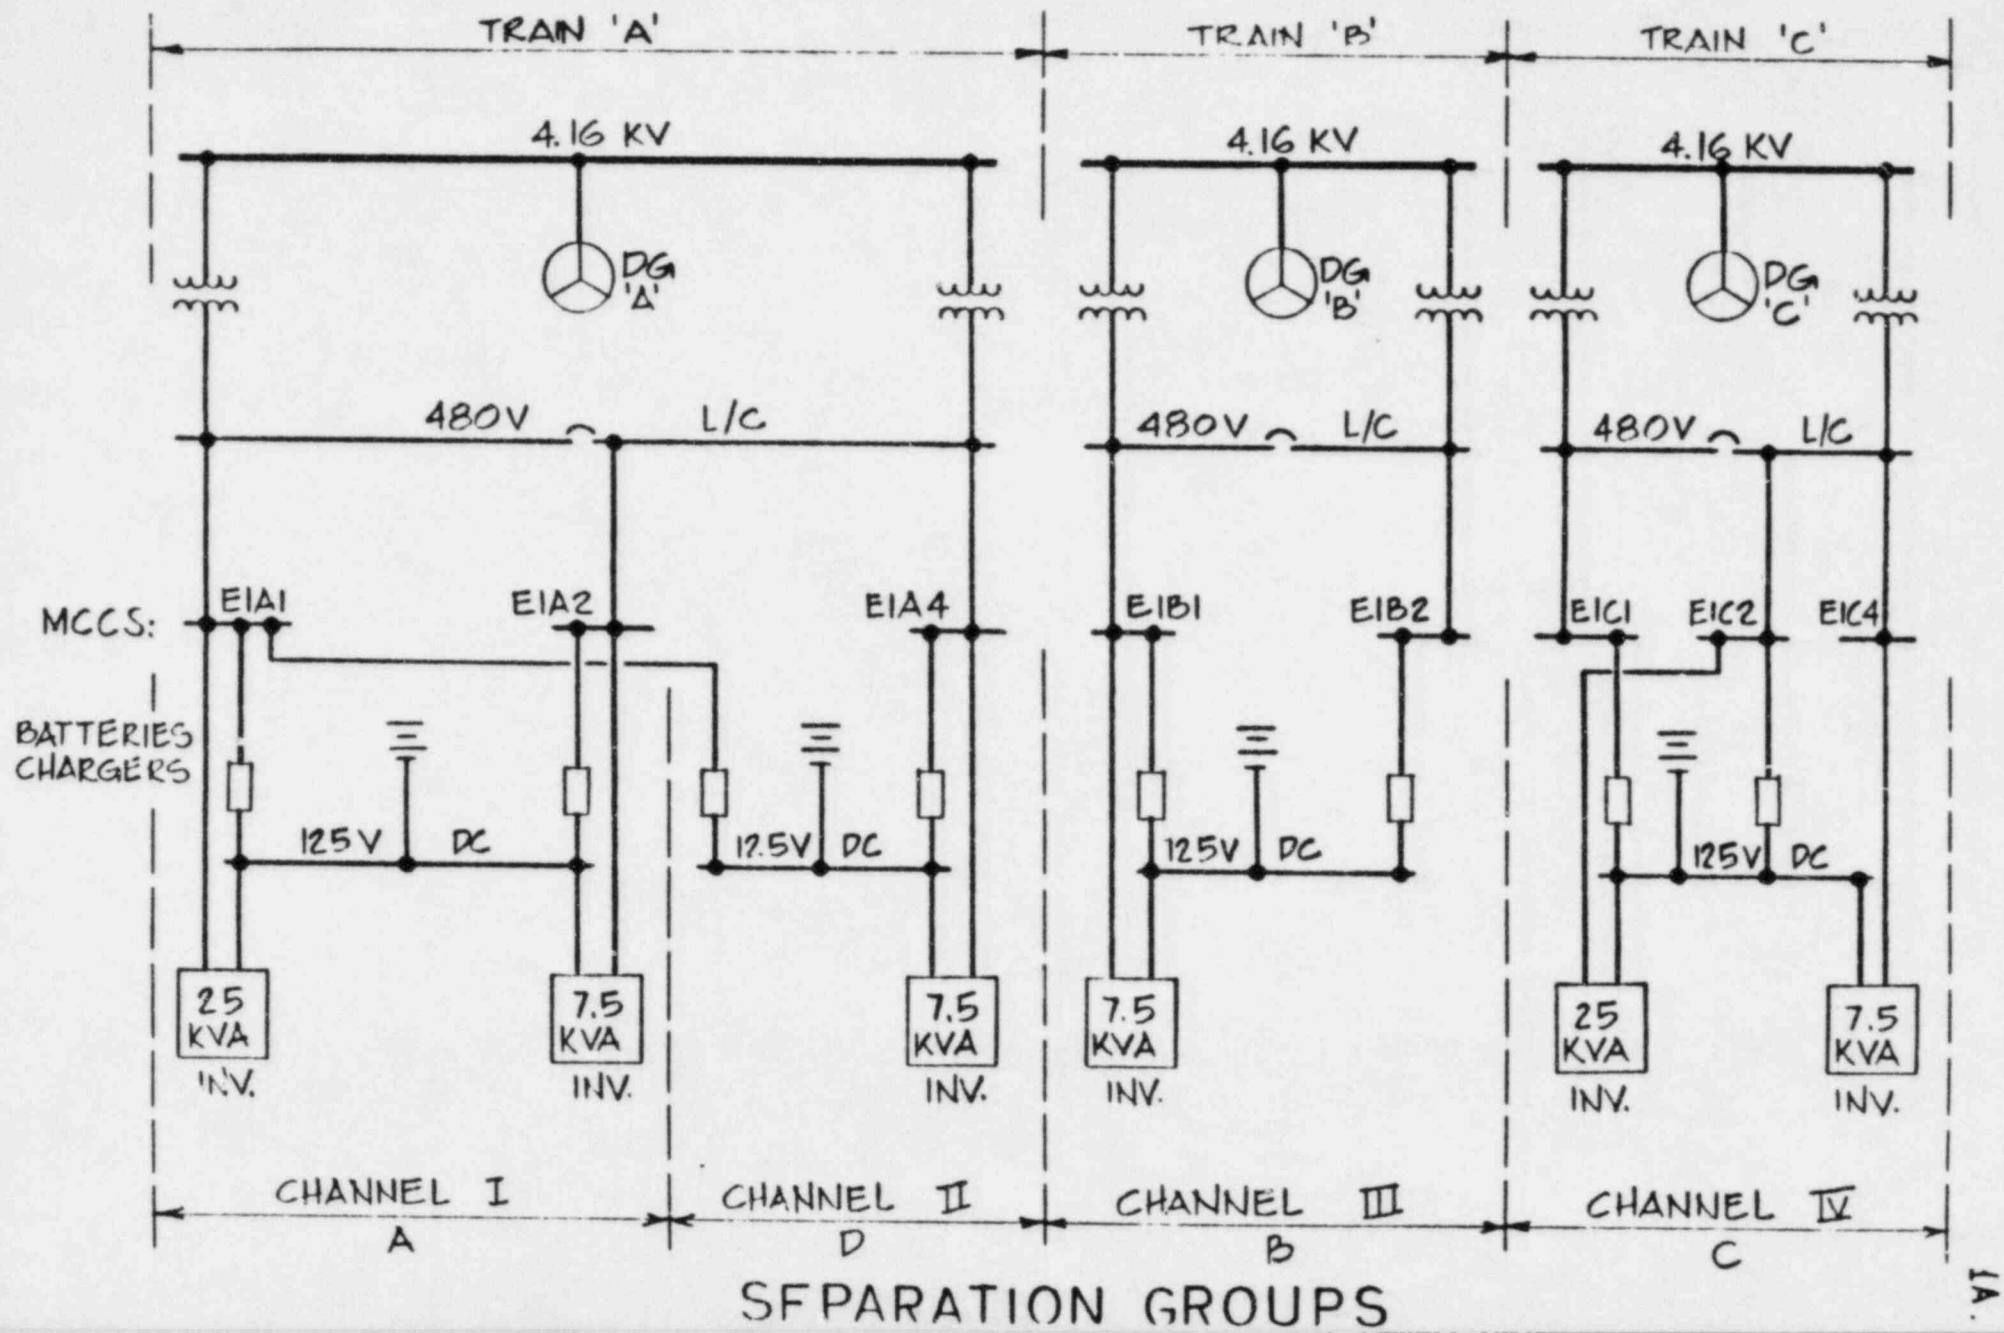 TRAIN 'A'
TRAIN 'B'
TRAIN 'C'
4.16 KV
4.16 KV
4.16 KV
DG
'A'
DG
'B'
DG
'C'
480V L/C
480V L/C
480V L/C
MCCS:
E1A1
E1A2
E1A4
E1B1
E1B2
E1C1
E1C2
E1C4
BATTERIES
CHARGERS
125V DC
125V DC
125V DC
125V DC
25
KVA
INV.
7.5
KVA
INV.
7.5
KVA
INV.
7.5
KVA
INV.
25
KVA
INV.
7.5
KVA
INV.
CHANNEL I
A
CHANNEL II
D
CHANNEL III
B
CHANNEL IV
C
SEPARATION GROUPS
1A.